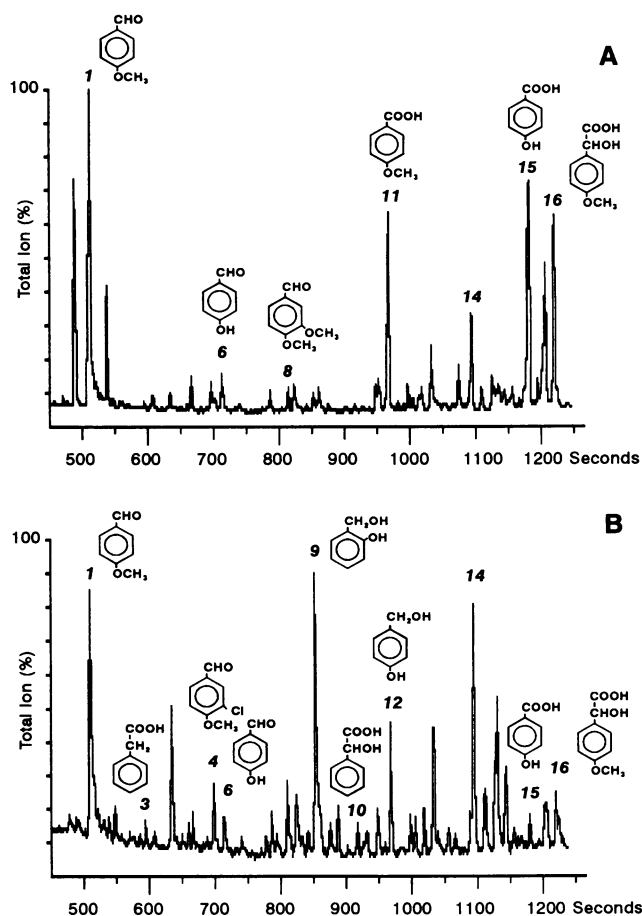 CHO
OCH₃
1
A
100
COOH
OCH₃
11
COOH
OH
15
COOH
CHOH
OCH₃
16
CHO
OH
6
CHO
OCH₃
OCH₃
8
14
Total Ion (%)
500 600 700 800 900 1000 1100 1200 Seconds
B
100
CHO
OCH₃
1
CH₂OH
OH
9
14
CH₂OH
OH
12
CHO
Cl
OCH₃
4
CHO
OH
6
COOH
CH₂
3
COOH
CHOH
10
COOH
OH
15
COOH
CHOH
OCH₃
16
Total Ion (%)
500 600 700 800 900 1000 1100 1200 Seconds